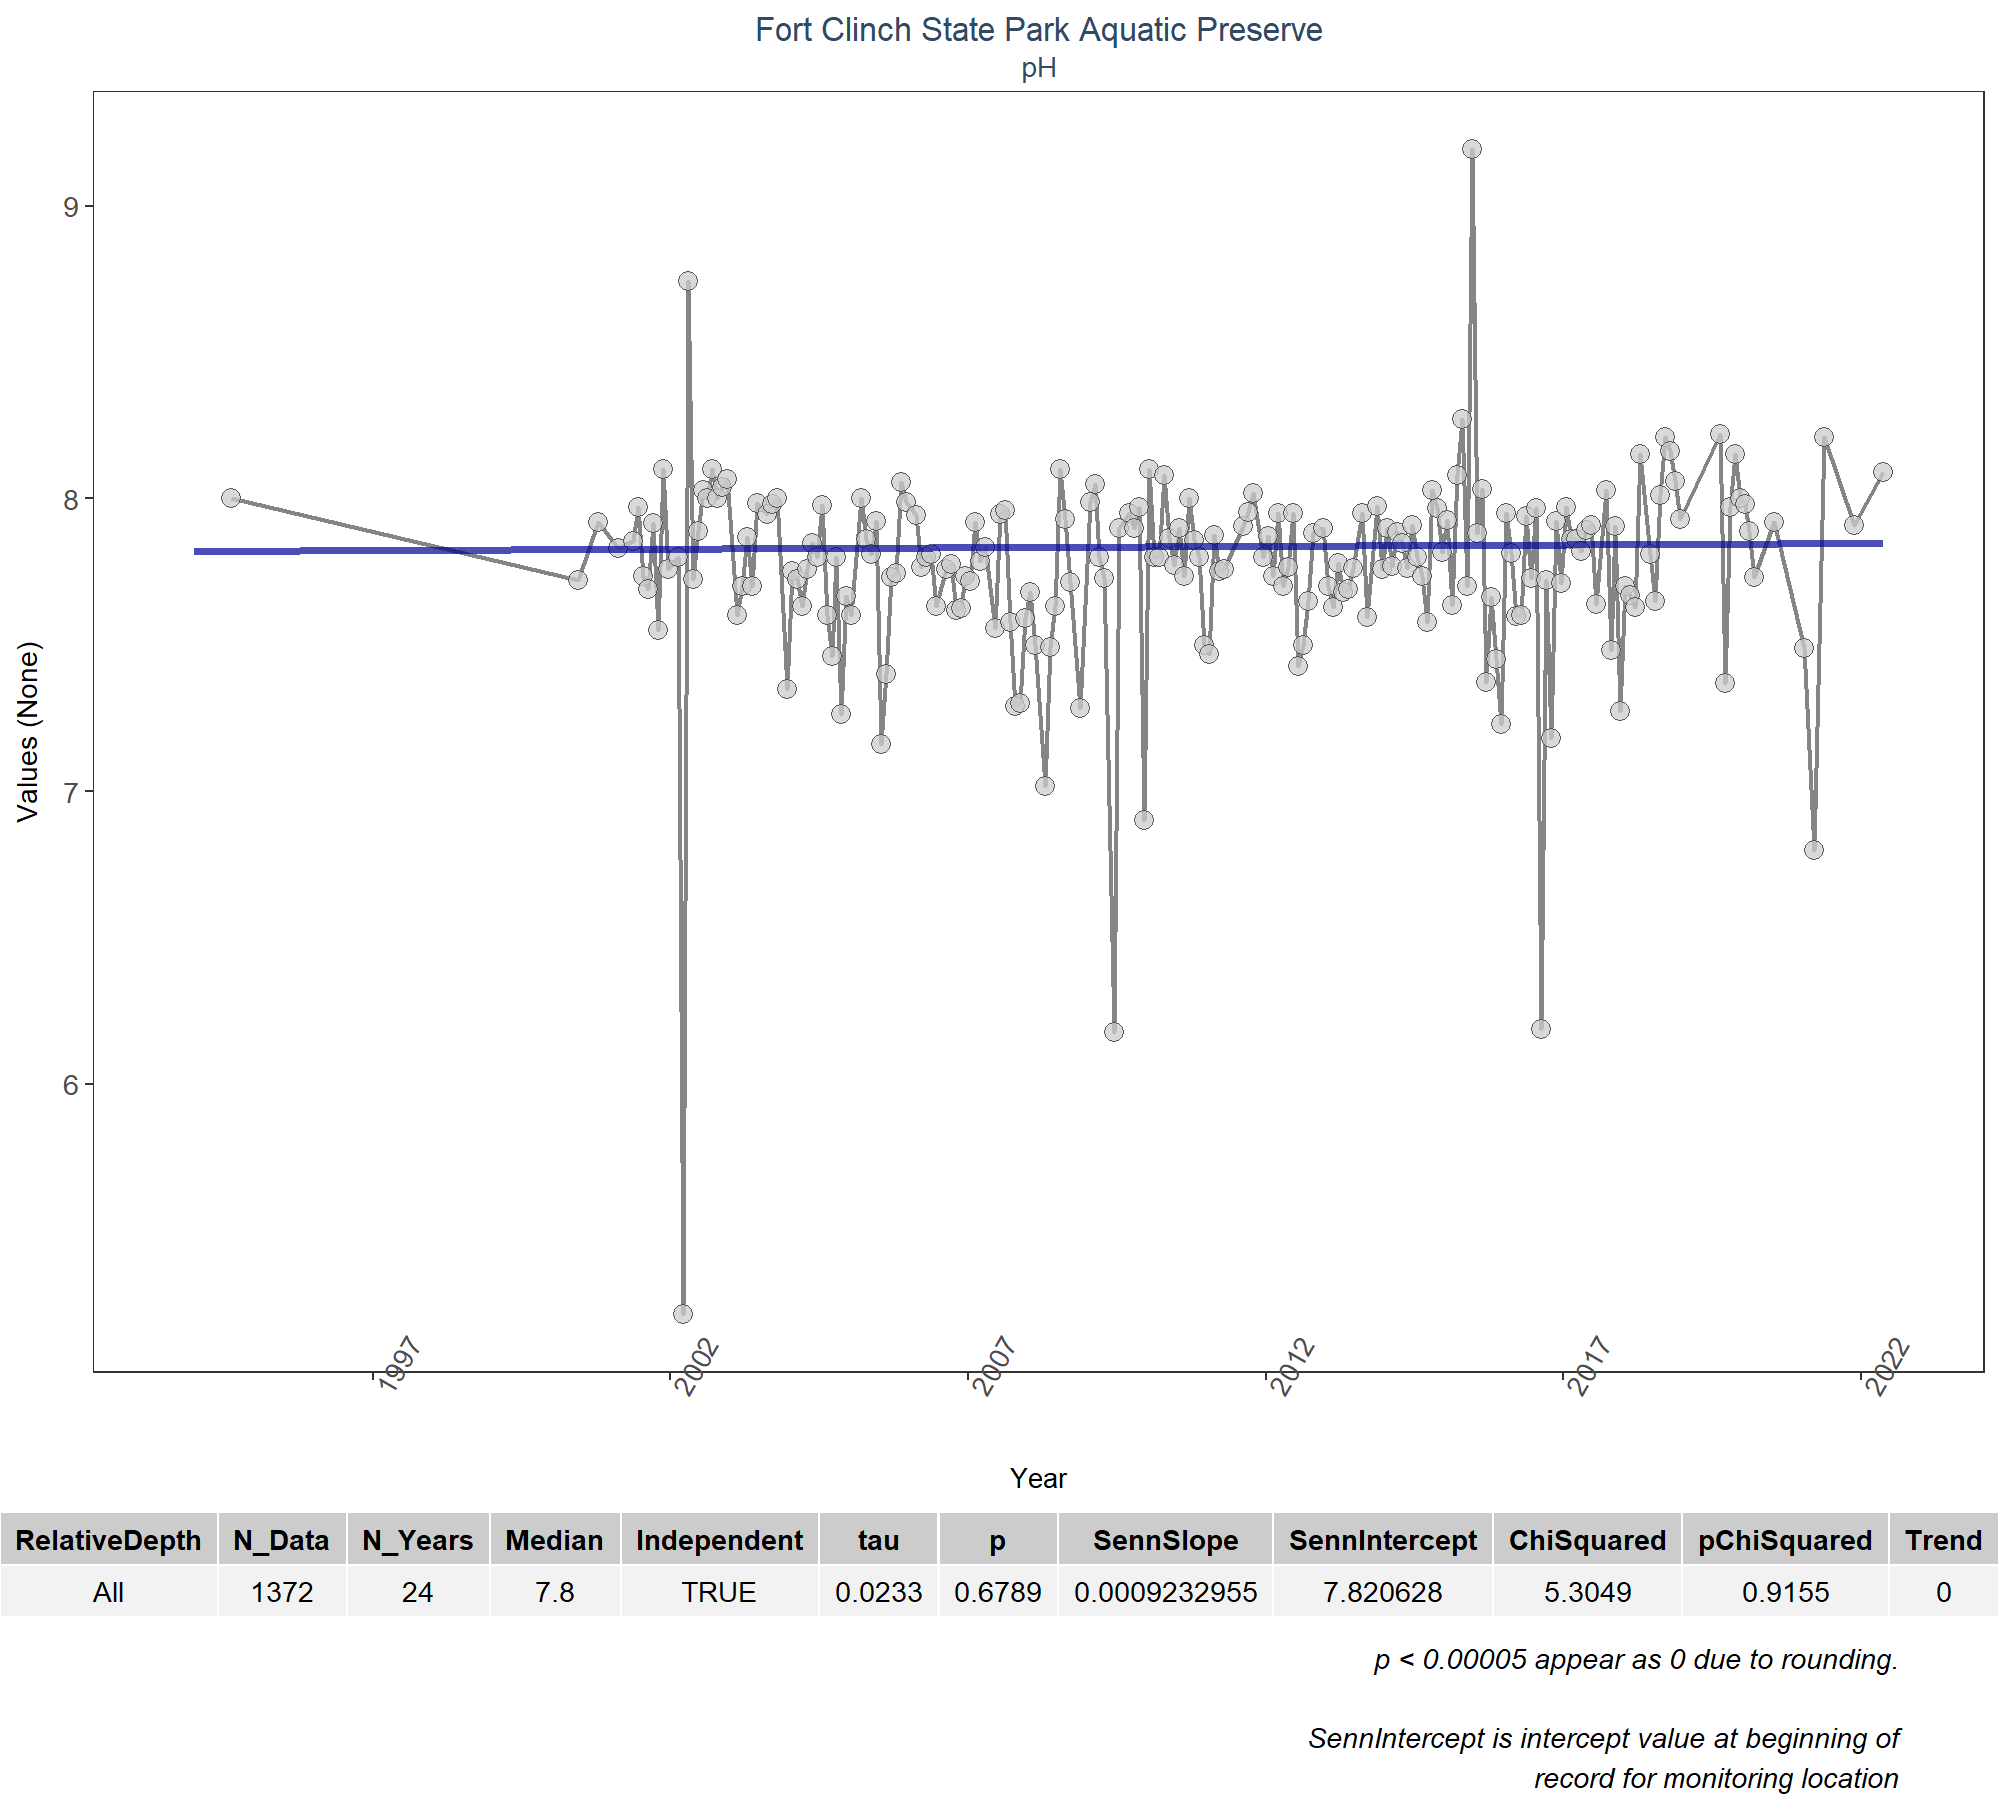 Fort Clinch State Park Aquatic Preserve
pH
Values (None)
9
8
7
6
1997 2002 2007 2012 2017 2022
Year
RelativeDepth N_Data N_Years Median Independent tau p SennSlope SennIntercept ChiSquared pChiSquared Trend
All 1372 24 7.8 TRUE 0.0233 0.6789 0.0009232955 7.820628 5.3049 0.9155 0
p < 0.00005 appear as 0 due to rounding.
SennIntercept is intercept value at beginning of
record for monitoring location